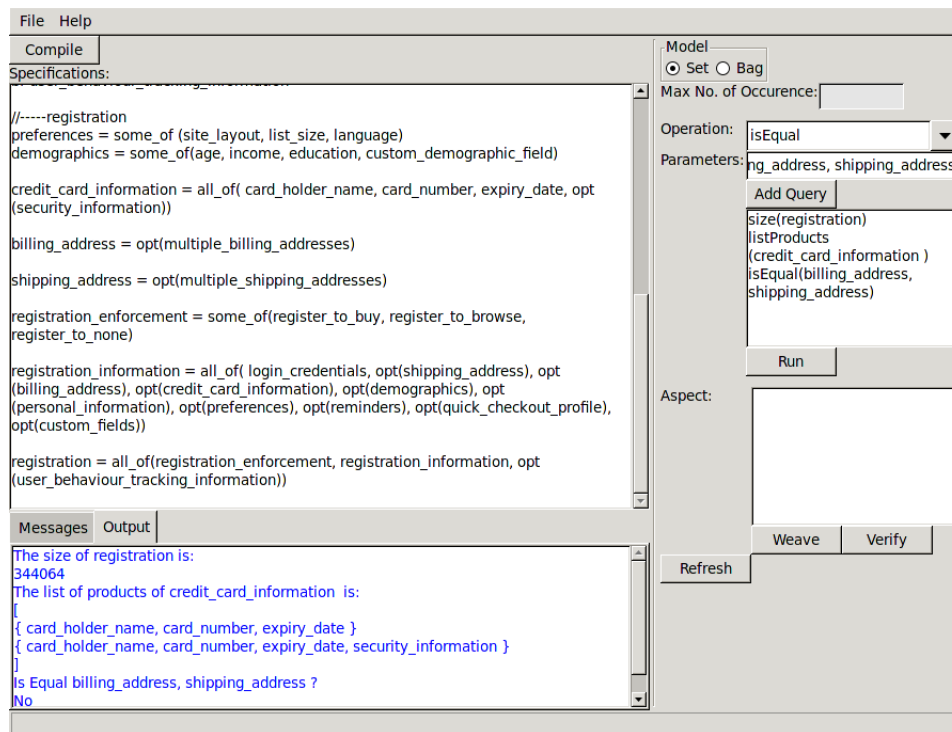 File Help
Compile
Specifications:
b. user_behaviour_tracking_information
//-----registration
preferences = some_of (site_layout, list_size, language)
demographics = some_of(age, income, education, custom_demographic_field)
credit_card_information = all_of( card_holder_name, card_number, expiry_date, opt
(security_information))
billing_address = opt(multiple_billing_addresses)
shipping_address = opt(multiple_shipping_addresses)
registration_enforcement = some_of(register_to_buy, register_to_browse,
register_to_none)
registration_information = all_of( login_credentials, opt(shipping_address), opt
(billing_address), opt(credit_card_information), opt(demographics), opt
(personal_information), opt(preferences), opt(reminders), opt(quick_checkout_profile),
opt(custom_fields))
registration = all_of(registration_enforcement, registration_information, opt
(user_behaviour_tracking_information))
Messages Output
The size of registration is:
344064
The list of products of credit_card_information is:
[
{ card_holder_name, card_number, expiry_date }
{ card_holder_name, card_number, expiry_date, security_information }
]
Is Equal billing_address, shipping_address ?
No
Model
Set Bag
Max No. of Occurence:
Operation: isEqual
Parameters: ng_address, shipping_address
Add Query
size(registration)
listProducts
(credit_card_information )
isEqual(billing_address,
shipping_address)
Run
Aspect:
Weave Verify
Refresh